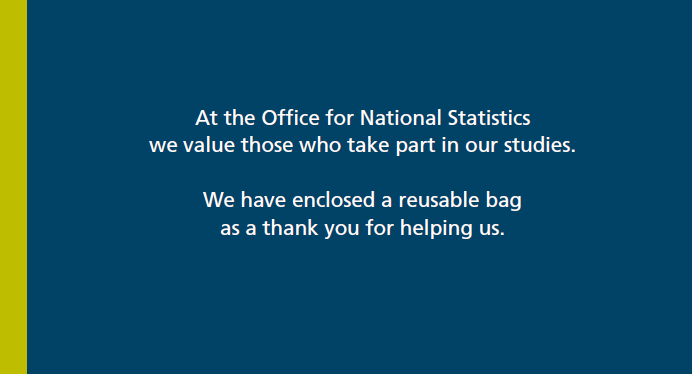 At the Office for National Statistics
we value those who take part in our studies.
We have enclosed a reusable bag
as a thank you for helping us.